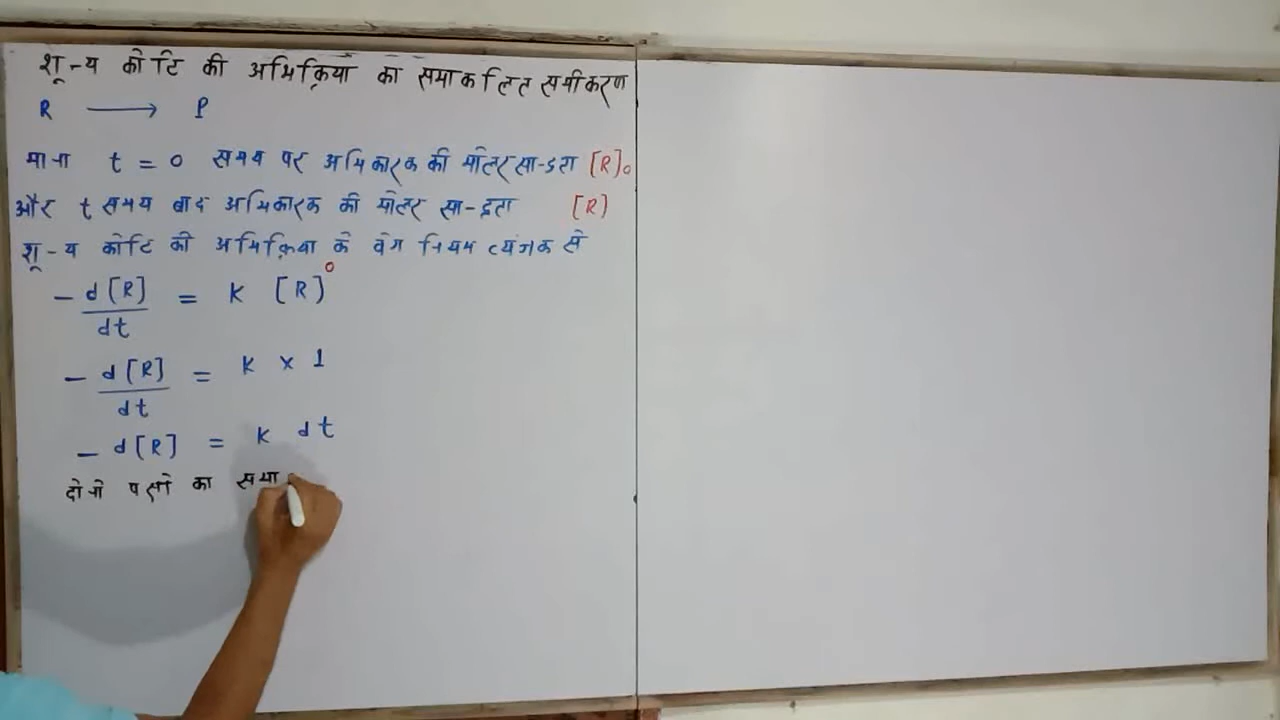 शून्य कोटि की अभिक्रिया का समाकलित समीकरण
R ⟶ P
माना t = 0 समय पर अभिकारक की मोलर सान्द्रता [R]₀
और t समय बाद अभिकारक की मोलर सान्द्रता [R]
शून्य कोटि की अभिक्रिया के वेग नियम व्यंजक से
- d[R]/dt = K [R]⁰
- d[R]/dt = K × 1
- d[R] = K dt
दोनो पक्षो का समा